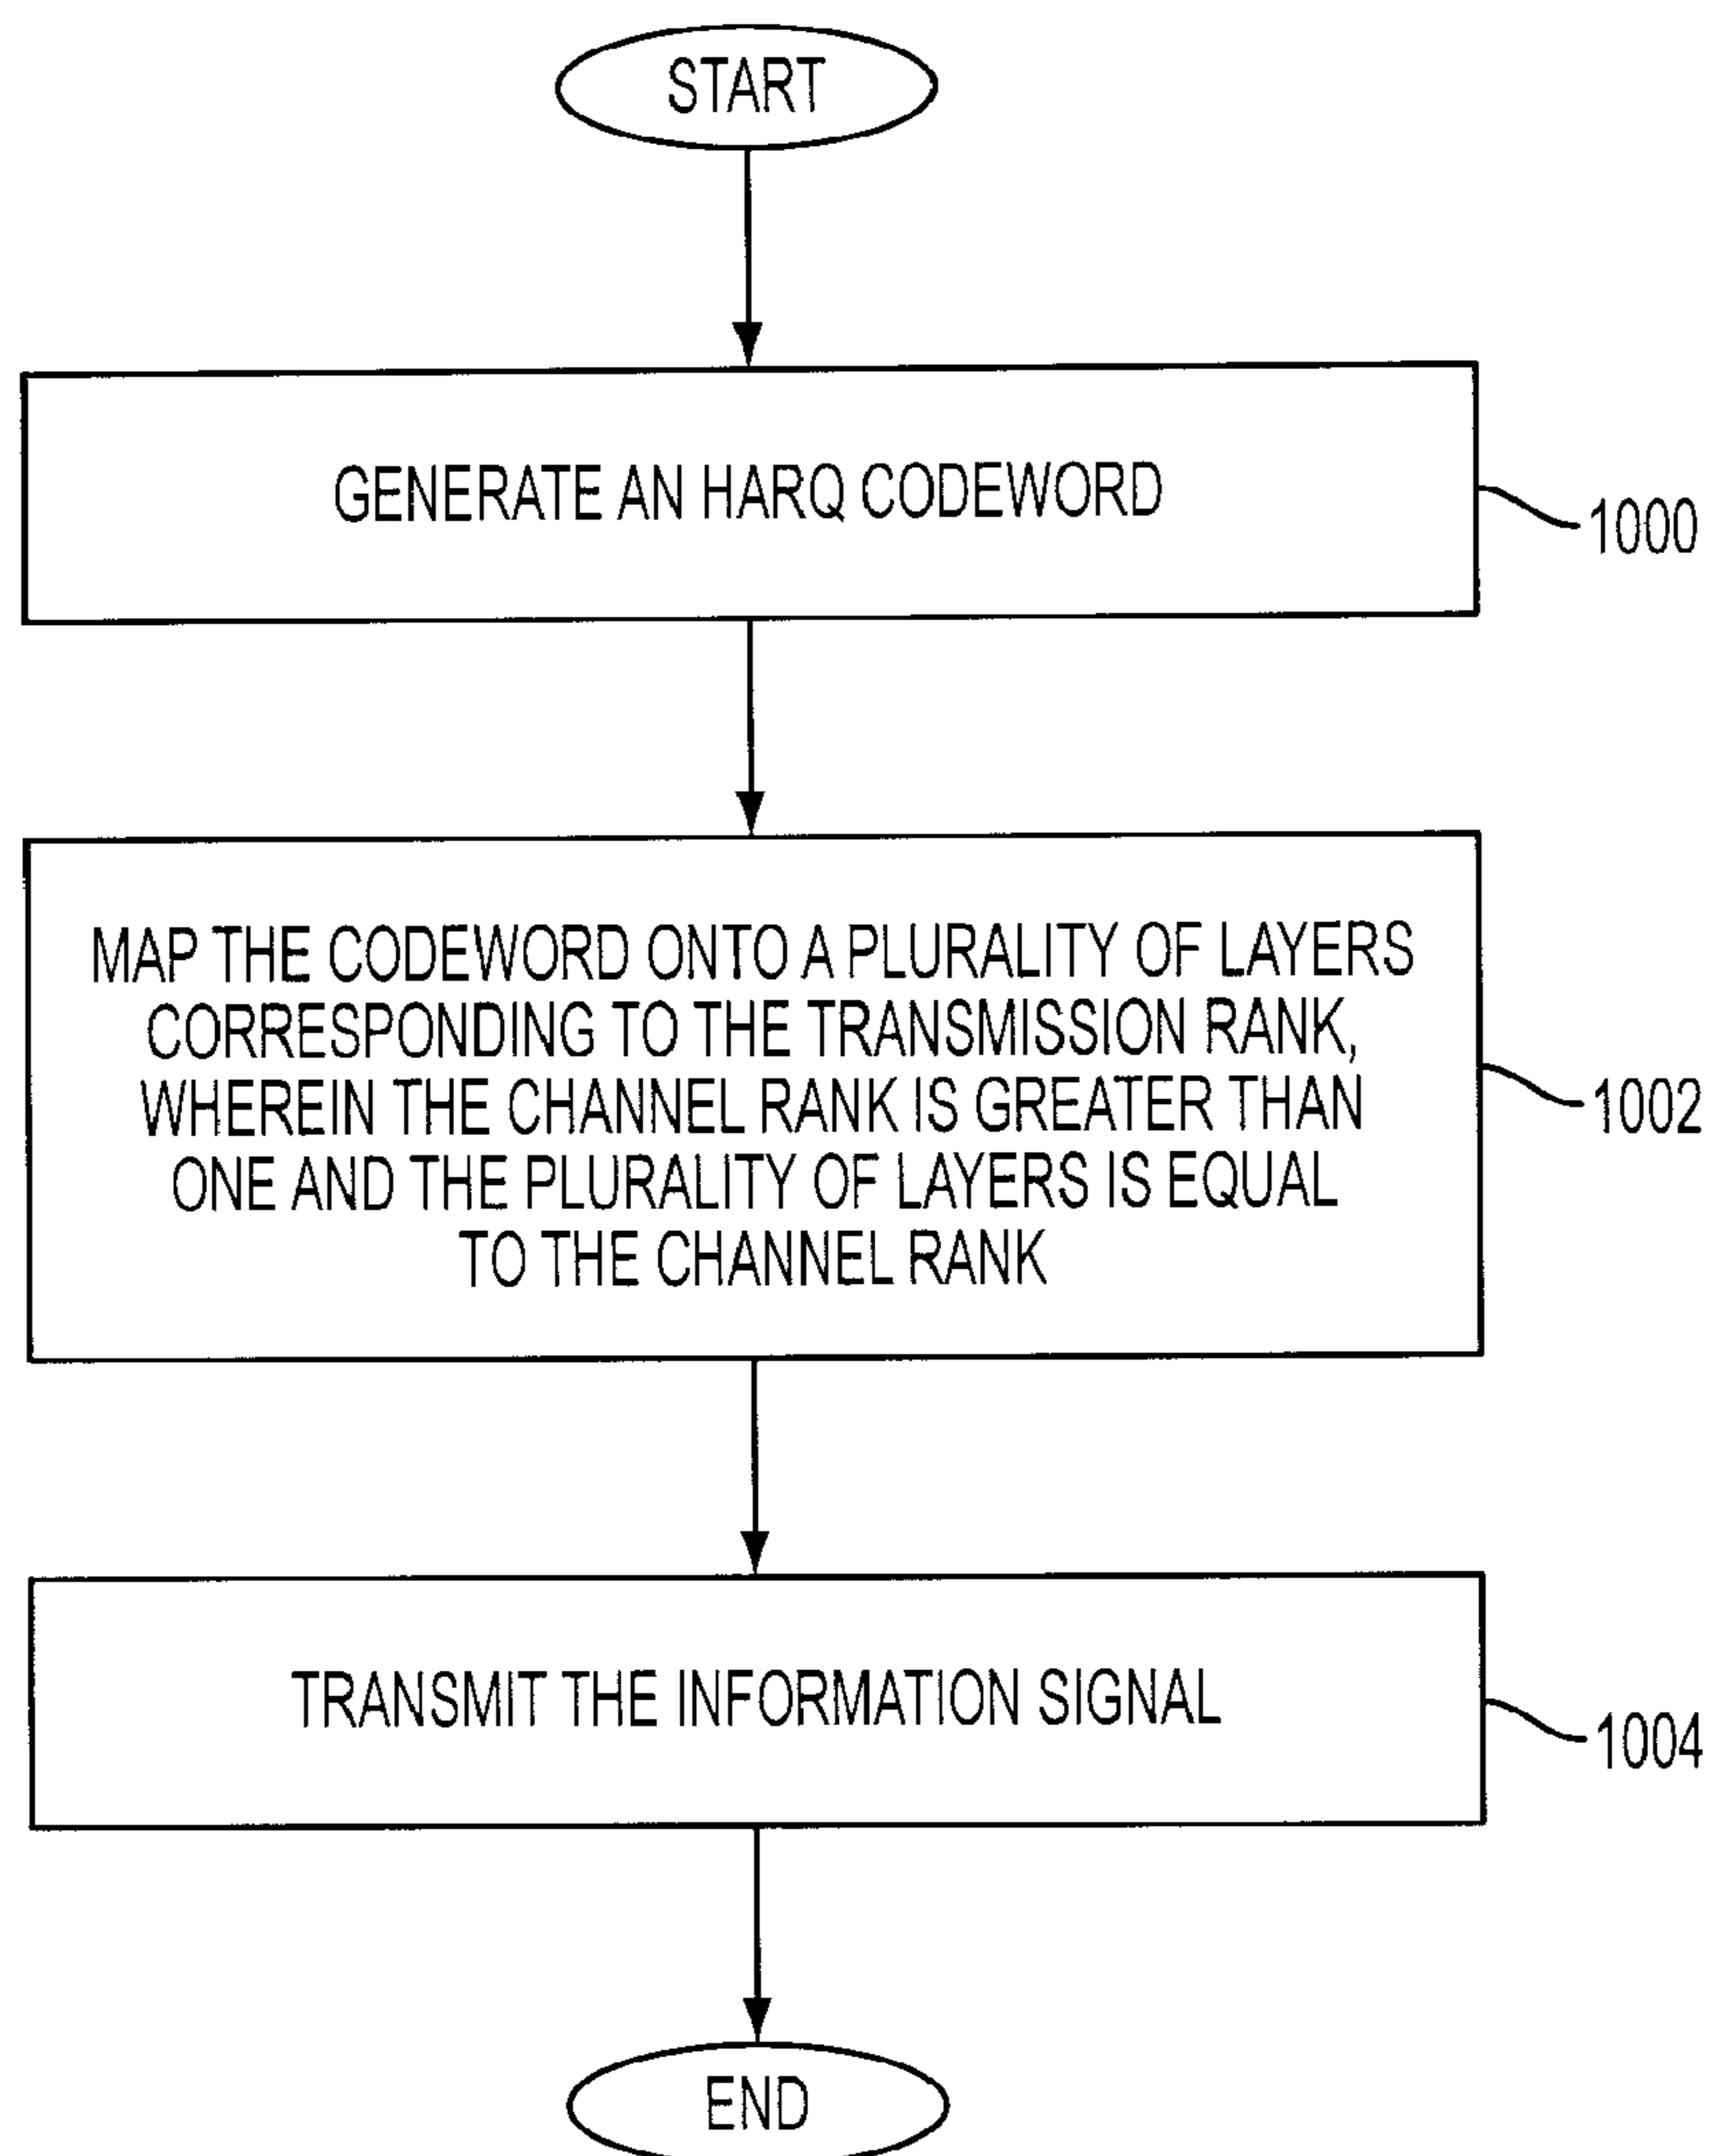 START
GENERATE AN HARQ CODEWORD
1000
MAP THE CODEWORD ONTO A PLURALITY OF LAYERS
CORRESPONDING TO THE TRANSMISSION RANK,
WHEREIN THE CHANNEL RANK IS GREATER THAN
ONE AND THE PLURALITY OF LAYERS IS EQUAL
TO THE CHANNEL RANK
1002
TRANSMIT THE INFORMATION SIGNAL
1004
END